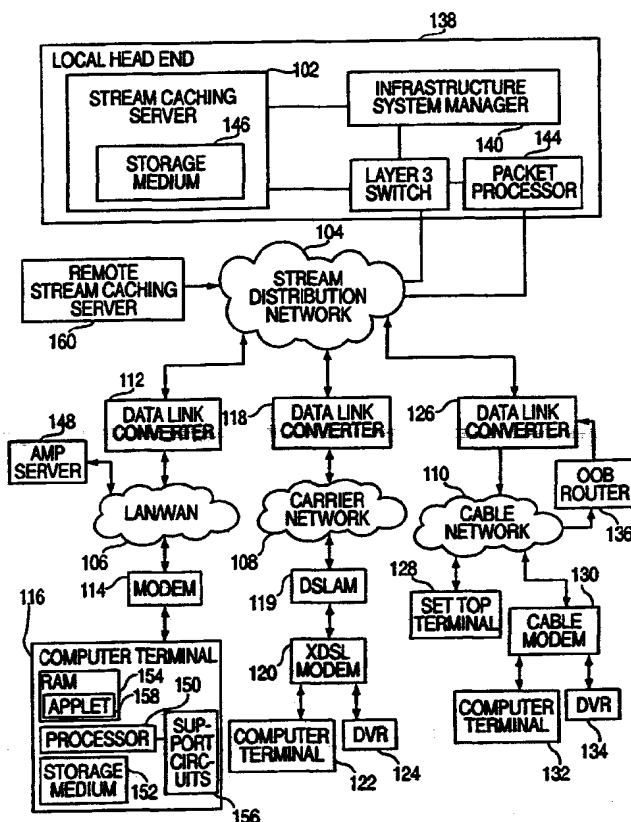 138
LOCAL HEAD END
102
STREAM CACHING
SERVER
146
STORAGE
MEDIUM
INFRASTRUCTURE
SYSTEM MANAGER
140
144
LAYER 3
SWITCH
PACKET
PROCESSOR
104
STREAM
DISTRIBUTION
NETWORK
REMOTE
STREAM CACHING
SERVER
160
112
DATA LINK
CONVERTER
118
DATA LINK
CONVERTER
126
DATA LINK
CONVERTER
148
AMP
SERVER
LAN/WAN
106
CARRIER
NETWORK
108
110
CABLE
NETWORK
OOB
ROUTER
136
114
MODEM
119
DSLAM
128
SET TOP
TERMINAL
130
CABLE
MODEM
116
COMPUTER TERMINAL
RAM
154
APPLET
158
150
PROCESSOR
STORAGE
MEDIUM
152
SUP-
PORT
CIRC-
UITS
156
120
XDSL
MODEM
COMPUTER
TERMINAL
122
DVR
124
COMPUTER
TERMINAL
132
DVR
134